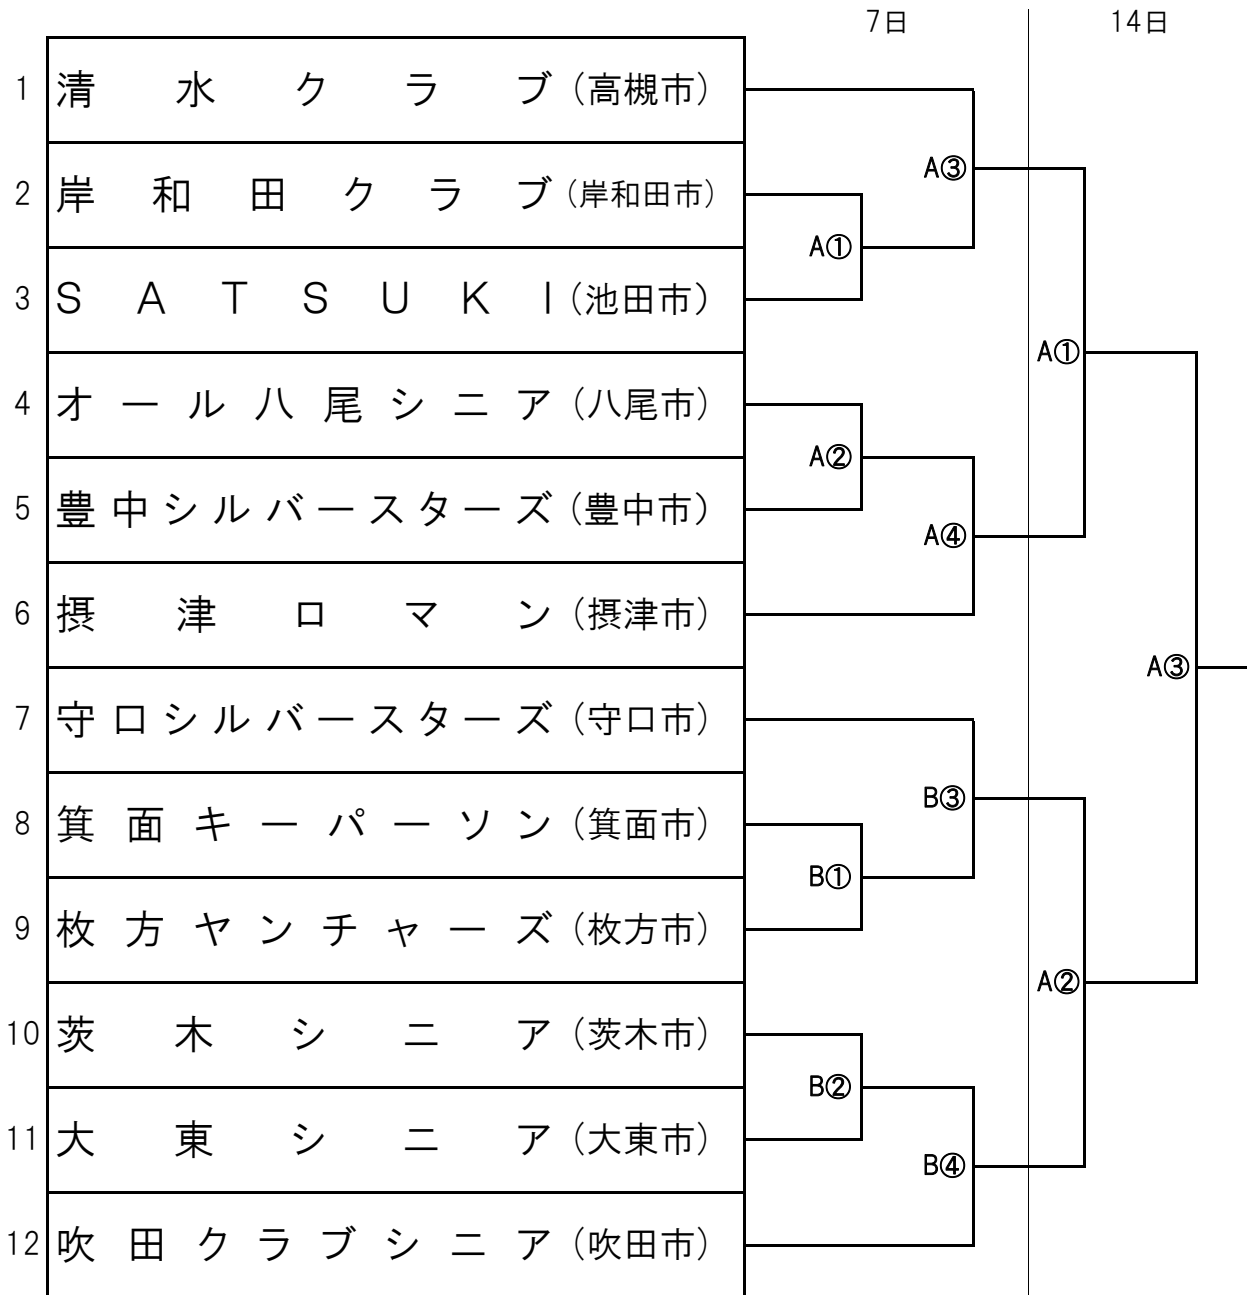 7日 14日
1 清水クラブ（高槻市）
A③
2 岸和田クラブ（岸和田市）
A①
3 ＳＡＴＳＵＫＩ（池田市）
A①
4 オール八尾シニア（八尾市）
A②
5 豊中シルバースターズ（豊中市）
A④
6 摂津ロマン（摂津市）
A③
7 守口シルバースターズ（守口市）
B③
8 箕面キーパーソン（箕面市）
B①
9 枚方ヤンチャーズ（枚方市）
A②
10 茨木シニア（茨木市）
B②
11 大東シニア（大東市）
B④
12 吹田クラブシニア（吹田市）